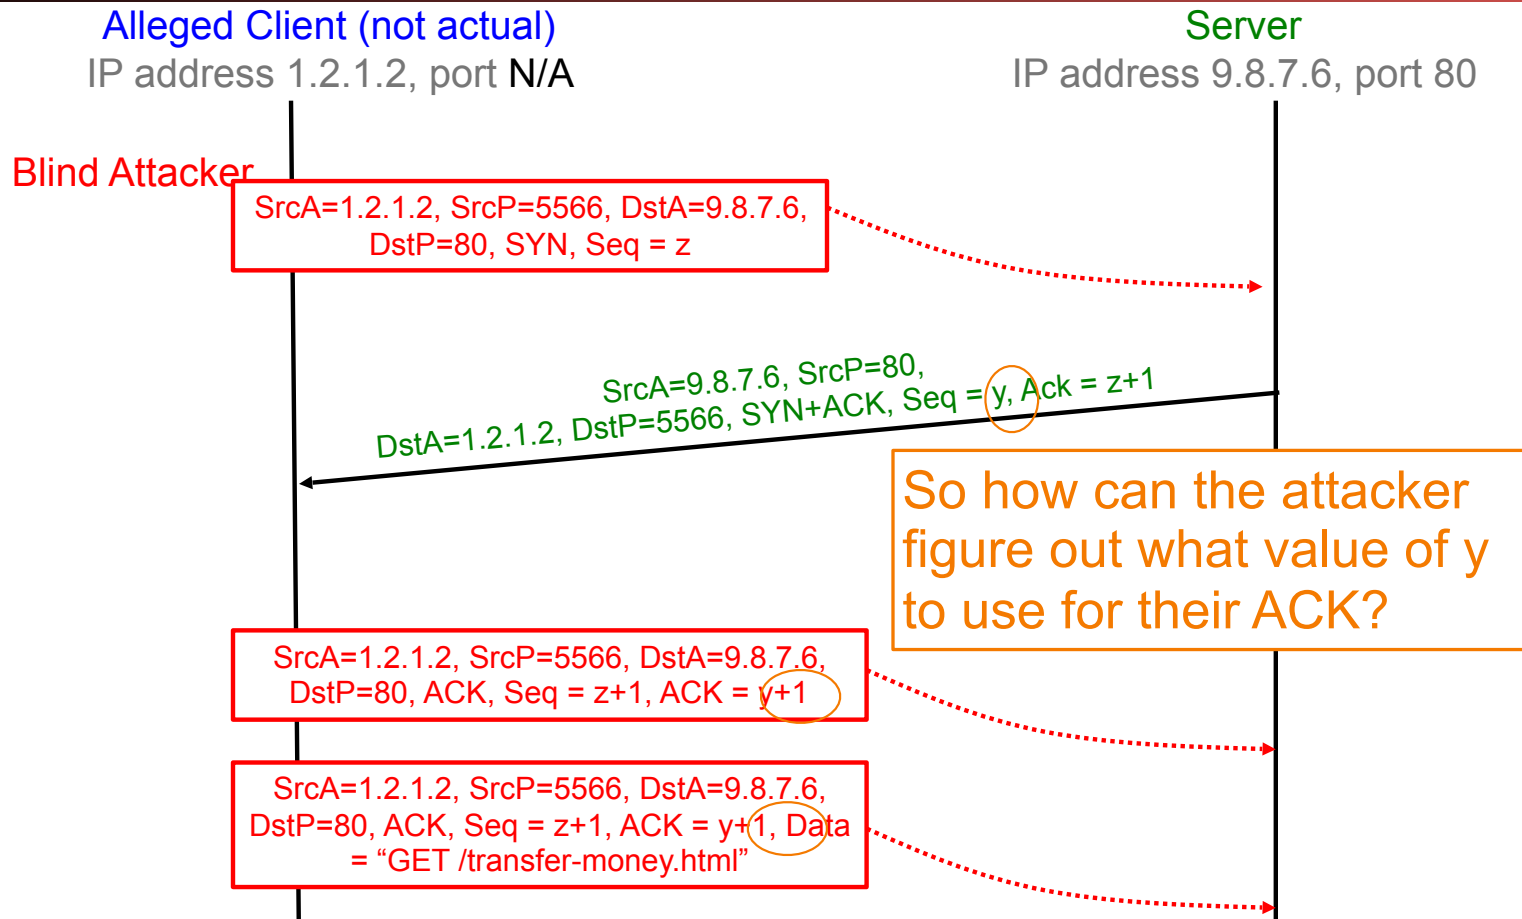 Alleged Client (not actual)
IP address 1.2.1.2, port N/A
Server
IP address 9.8.7.6, port 80
Blind Attacker
SrcA=1.2.1.2, SrcP=5566, DstA=9.8.7.6,
DstP=80, SYN, Seq = z
SrcA=9.8.7.6, SrcP=80,
DstA=1.2.1.2, DstP=5566, SYN+ACK, Seq = y, Ack = z+1
So how can the attacker
figure out what value of y
to use for their ACK?
SrcA=1.2.1.2, SrcP=5566, DstA=9.8.7.6,
DstP=80, ACK, Seq = z+1, ACK = y+1
SrcA=1.2.1.2, SrcP=5566, DstA=9.8.7.6,
DstP=80, ACK, Seq = z+1, ACK = y+1, Data
= “GET /transfer-money.html”